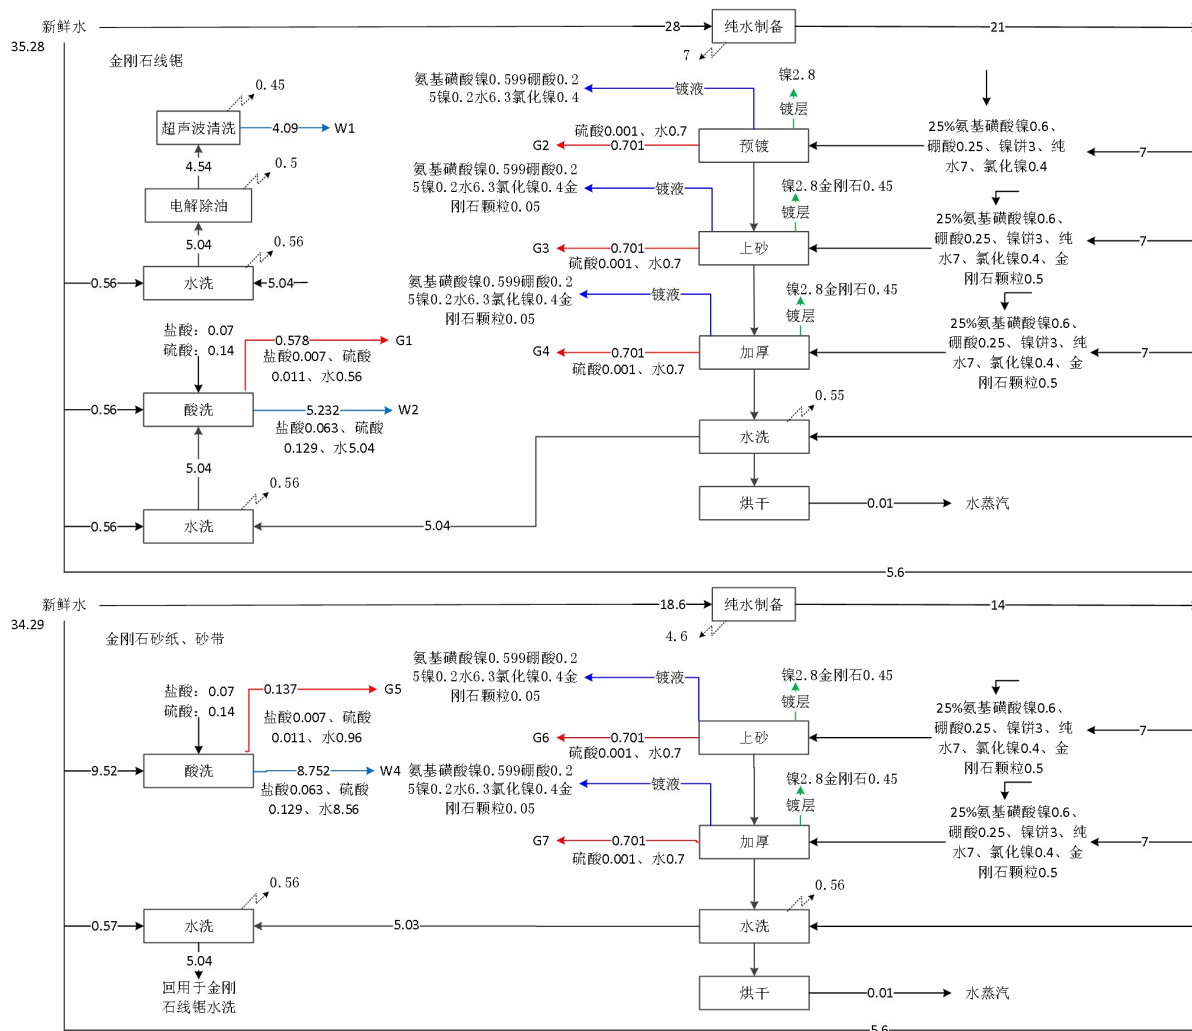 新鲜水
28
纯水制备
21
35.28
7
金刚石线锯
0.45
超声波清洗
4.09
W1
4.54
0.5
电解除油
5.04
0.56
0.56
水洗
5.04
盐酸：0.07
硫酸：0.14
0.578
G1
盐酸0.007、硫酸
0.011、水0.56
0.56
酸洗
5.232
W2
盐酸0.063、硫酸
0.129、水5.04
5.04
0.56
0.56
水洗
5.04
氨基磺酸镍0.599硼酸0.2
5镍0.2水6.3氯化镍0.4
镀液
镍2.8
镀层
硫酸0.001、水0.7
G2
0.701
预镀
25%氨基磺酸镍0.6、
硼酸0.25、镍饼3、纯
水7、氯化镍0.4
7
氨基磺酸镍0.599硼酸0.2
5镍0.2水6.3氯化镍0.4金
刚石颗粒0.05
镀液
镍2.8金刚石0.45
镀层
G3
0.701
硫酸0.001、水0.7
上砂
25%氨基磺酸镍0.6、
硼酸0.25、镍饼3、纯
水7、氯化镍0.4、金
刚石颗粒0.5
7
氨基磺酸镍0.599硼酸0.2
5镍0.2水6.3氯化镍0.4金
刚石颗粒0.05
镀液
镍2.8金刚石0.45
镀层
G4
0.701
硫酸0.001、水0.7
加厚
25%氨基磺酸镍0.6、
硼酸0.25、镍饼3、纯
水7、氯化镍0.4、金
刚石颗粒0.5
7
0.55
水洗
烘干
0.01
水蒸汽
5.6
新鲜水
18.6
纯水制备
14
34.29
4.6
金刚石砂纸、砂带
盐酸：0.07
硫酸：0.14
0.137
G5
盐酸0.007、硫酸
0.011、水0.96
9.52
酸洗
8.752
W4
盐酸0.063、硫酸
0.129、水8.56
0.56
0.57
水洗
5.03
5.04
回用于金刚
石线锯水洗
氨基磺酸镍0.599硼酸0.2
5镍0.2水6.3氯化镍0.4金
刚石颗粒0.05
镀液
镍2.8金刚石0.45
镀层
G6
0.701
硫酸0.001、水0.7
上砂
25%氨基磺酸镍0.6、
硼酸0.25、镍饼3、纯
水7、氯化镍0.4、金
刚石颗粒0.5
7
氨基磺酸镍0.599硼酸0.2
5镍0.2水6.3氯化镍0.4金
刚石颗粒0.05
镀液
镍2.8金刚石0.45
镀层
G7
0.701
硫酸0.001、水0.7
加厚
25%氨基磺酸镍0.6、
硼酸0.25、镍饼3、纯
水7、氯化镍0.4、金
刚石颗粒0.5
7
0.56
水洗
烘干
0.01
水蒸汽
5.6